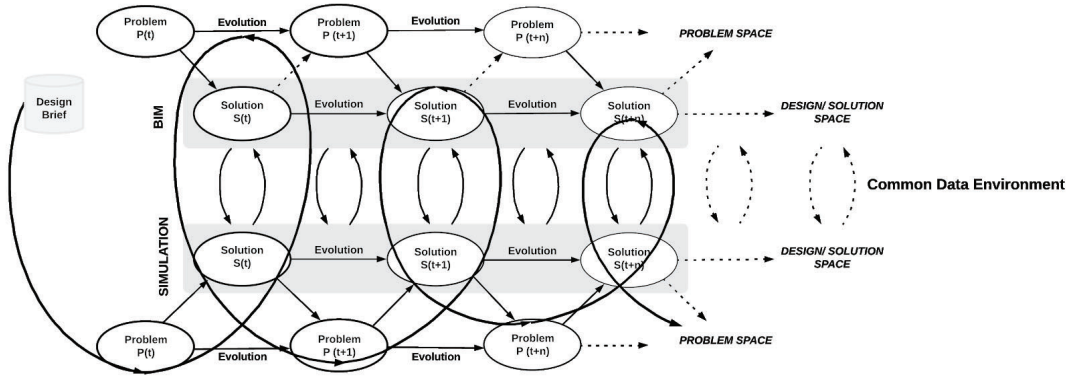 Problem
P(t)
Evolution
Problem
P (t+1)
Evolution
Problem
P (t+n)
PROBLEM SPACE
Design
Brief
BIM
Solution
S(t)
Evolution
Solution
S(t+1)
Evolution
Solution
S(t+n)
DESIGN/ SOLUTION
SPACE
Common Data Environment
SIMULATION
Solution
S(t)
Evolution
Solution
S(t+1)
Evolution
Solution
S(t+n)
DESIGN/ SOLUTION
SPACE
Problem
P(t)
Evolution
Problem
P (t+1)
Evolution
Problem
P (t+n)
PROBLEM SPACE